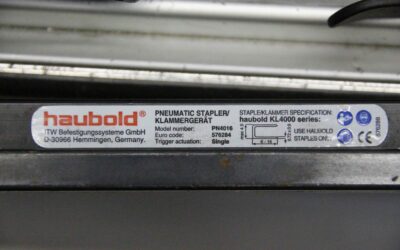 haubold®
ITW Befestigungssysteme GmbH
D-30966 Hemmingen, Germany.
PNEUMATIC STAPLER/
KLAMMERGERÄT
Model number: PN4016
Euro code: 576284
Trigger actuation: Single
STAPLE/KLAMMER SPECIFICATION:
haubold KL4000 series:
USE HAUBOLD
STAPLES ONLY
CE